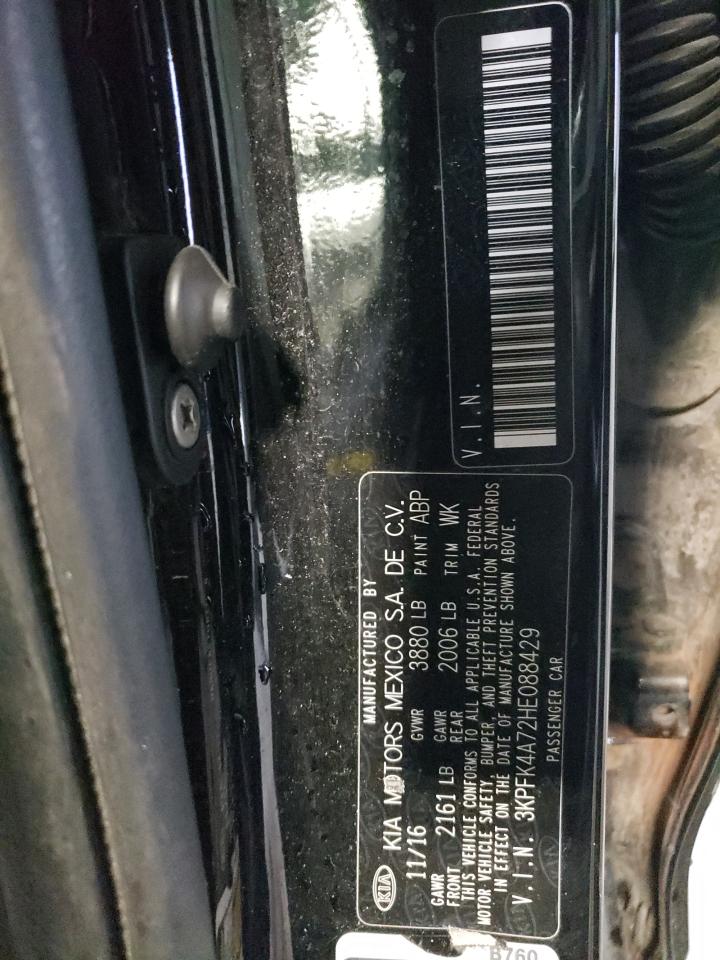 V.I.N.
MANUFACTURED BY
KIA KIA MOTORS MEXICO S.A. DE C.V.
11/16 GVWR 3880 LB PAINT ABP
GAWR FRONT 2161 LB GAWR REAR 2006 LB TRIM WK
THIS VEHICLE CONFORMS TO ALL APPLICABLE U.S.A. FEDERAL
MOTOR VEHICLE SAFETY, BUMPER, AND THEFT PREVENTION STANDARDS
IN EFFECT ON THE DATE OF MANUFACTURE SHOWN ABOVE.
V.I.N. 3KPFK4A72HE088429
PASSENGER CAR
B760